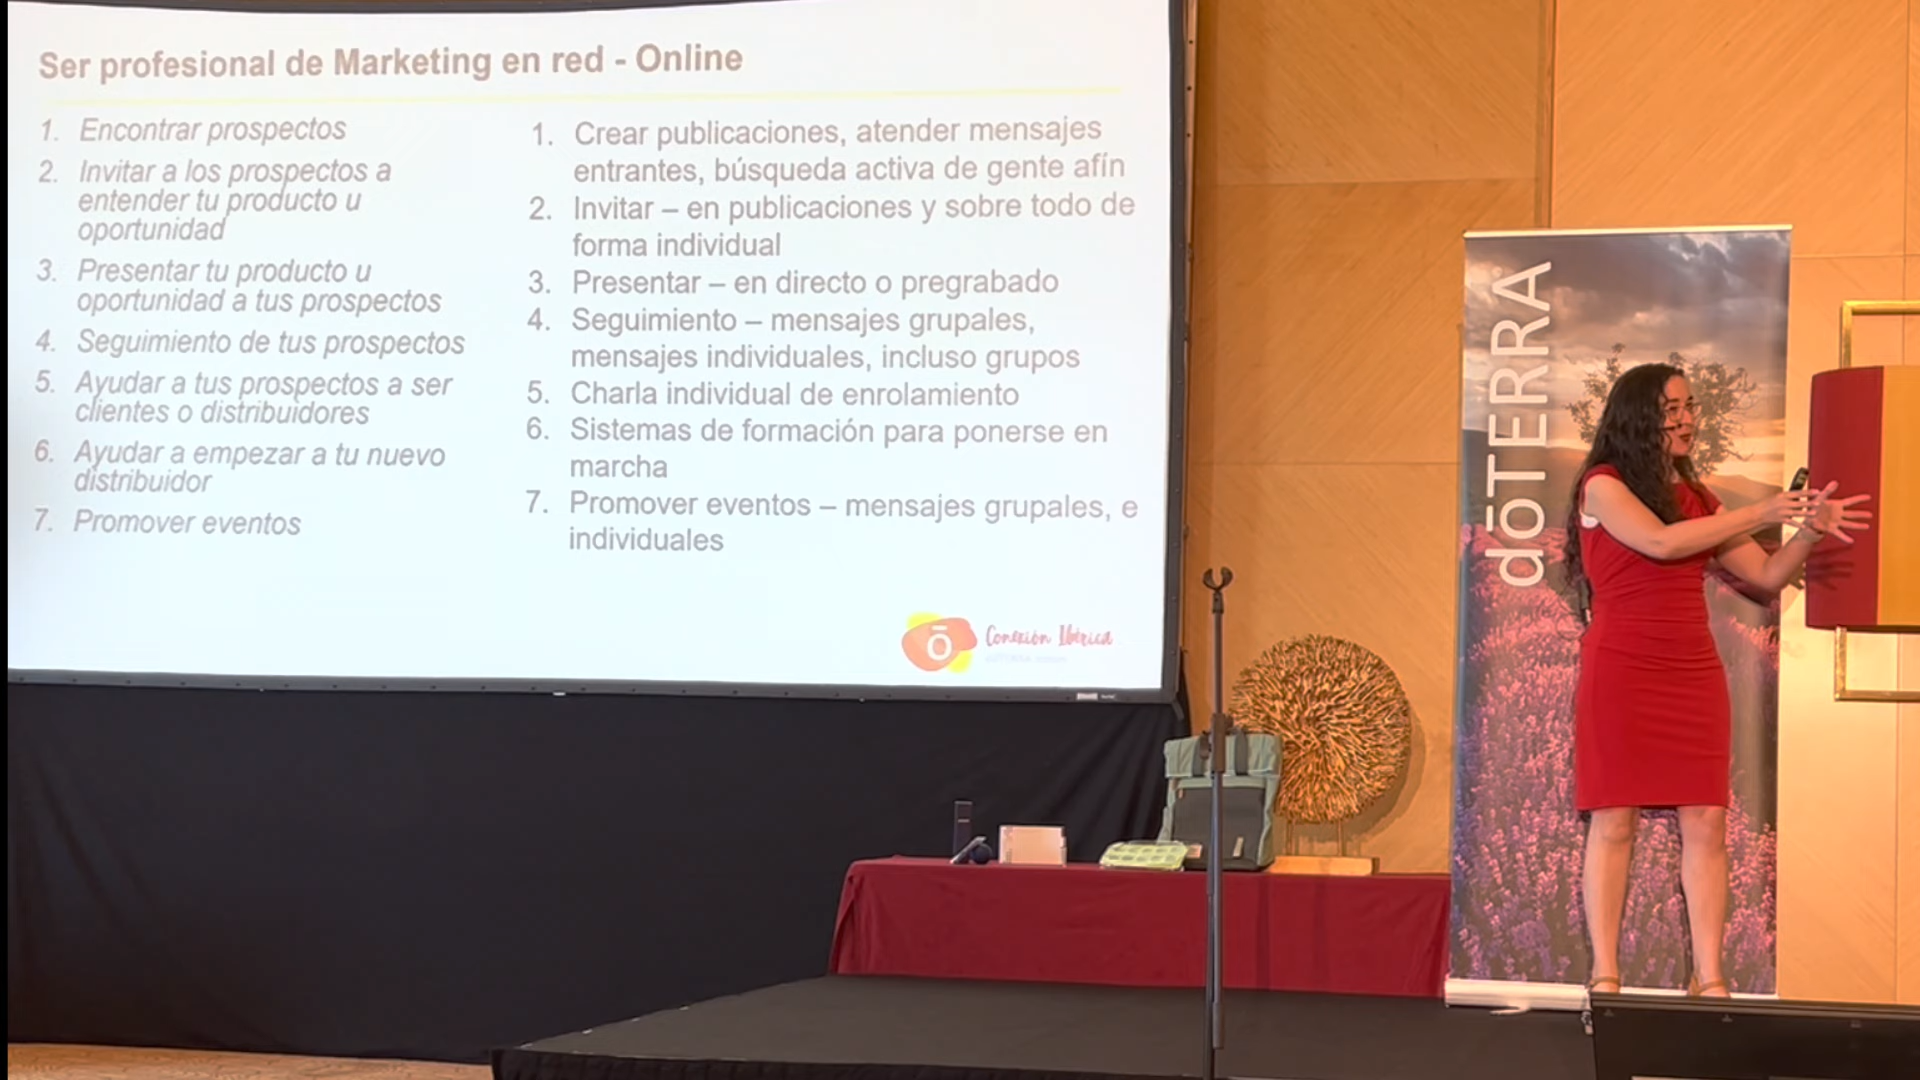 Ser profesional de Marketing en red - Online
1. Encontrar prospectos
2. Invitar a los prospectos a
entender tu producto u
oportunidad
3. Presentar tu producto u
oportunidad a tus prospectos
4. Seguimiento de tus prospectos
5. Ayudar a tus prospectos a ser
clientes o distribuidores
6. Ayudar a empezar a tu nuevo
distribuidor
7. Promover eventos
1. Crear publicaciones, atender mensajes
entrantes, búsqueda activa de gente afín
2. Invitar – en publicaciones y sobre todo de
forma individual
3. Presentar – en directo o pregrabado
4. Seguimiento – mensajes grupales,
mensajes individuales, incluso grupos
5. Charla individual de enrolamiento
6. Sistemas de formación para ponerse en
marcha
7. Promover eventos – mensajes grupales, e
individuales
ō
Conexión Ibérica
dōTERRA